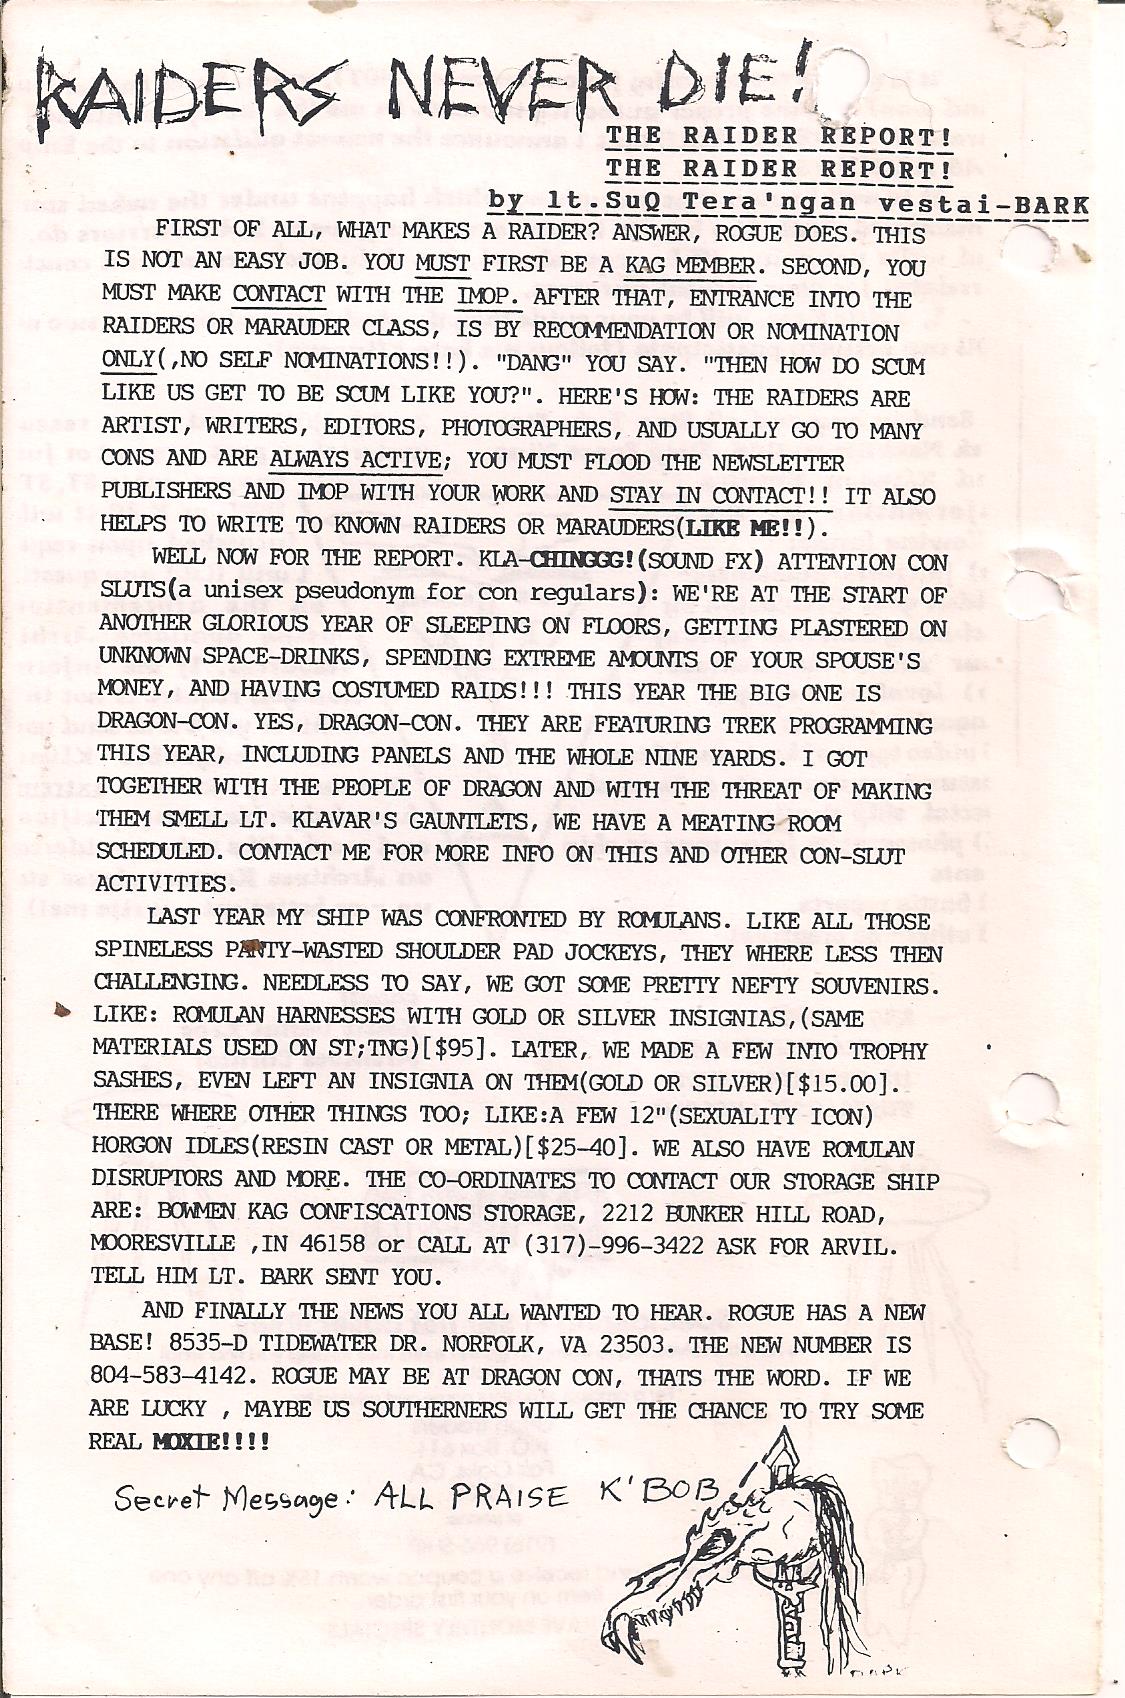 RAIDERS NEVER DIE!
THE RAIDER REPORT!
THE RAIDER REPORT!
by lt.SuQ Tera'ngan vestai-BARK
FIRST OF ALL, WHAT MAKES A RAIDER? ANSWER, ROGUE DOES. THIS
IS NOT AN EASY JOB. YOU MUST FIRST BE A KAG MEMBER. SECOND, YOU
MUST MAKE CONTACT WITH THE IMOP. AFTER THAT, ENTRANCE INTO THE
RAIDERS OR MARAUDER CLASS, IS BY RECOMMENDATION OR NOMINATION
ONLY(,NO SELF NOMINATIONS!!). "DANG" YOU SAY. "THEN HOW DO SCUM
LIKE US GET TO BE SCUM LIKE YOU?". HERE'S HOW: THE RAIDERS ARE
ARTIST, WRITERS, EDITORS, PHOTOGRAPHERS, AND USUALLY GO TO MANY
CONS AND ARE ALWAYS ACTIVE; YOU MUST FLOOD THE NEWSLETTER
PUBLISHERS AND IMOP WITH YOUR WORK AND STAY IN CONTACT!! IT ALSO
HELPS TO WRITE TO KNOWN RAIDERS OR MARAUDERS(LIKE ME!!).
WELL NOW FOR THE REPORT. KLA-CHINGGG!(SOUND FX) ATTENTION CON
SLUTS(a unisex pseudonym for con regulars): WE'RE AT THE START OF
ANOTHER GLORIOUS YEAR OF SLEEPING ON FLOORS, GETTING PLASTERED ON
UNKNOWN SPACE-DRINKS, SPENDING EXTREME AMOUNTS OF YOUR SPOUSE'S
MONEY, AND HAVING COSTUMED RAIDS!!! THIS YEAR THE BIG ONE IS
DRAGON-CON. YES, DRAGON-CON. THEY ARE FEATURING TREK PROGRAMMING
THIS YEAR, INCLUDING PANELS AND THE WHOLE NINE YARDS. I GOT
TOGETHER WITH THE PEOPLE OF DRAGON AND WITH THE THREAT OF MAKING
THEM SMELL LT. KLAVAR'S GAUNTLETS, WE HAVE A MEATING ROOM
SCHEDULED. CONTACT ME FOR MORE INFO ON THIS AND OTHER CON-SLUT
ACTIVITIES.
LAST YEAR MY SHIP WAS CONFRONTED BY ROMULANS. LIKE ALL THOSE
SPINELESS PANTY-WASTED SHOULDER PAD JOCKEYS, THEY WHERE LESS THEN
CHALLENGING. NEEDLESS TO SAY, WE GOT SOME PRETTY NEFTY SOUVENIRS.
LIKE: ROMULAN HARNESSES WITH GOLD OR SILVER INSIGNIAS,(SAME
MATERIALS USED ON ST;TNG)[$95]. LATER, WE MADE A FEW INTO TROPHY
SASHES, EVEN LEFT AN INSIGNIA ON THEM(GOLD OR SILVER)[$15.00].
THERE WHERE OTHER THINGS TOO; LIKE:A FEW 12"(SEXUALITY ICON)
HORGON IDLES(RESIN CAST OR METAL)[$25-40]. WE ALSO HAVE ROMULAN
DISRUPTORS AND MORE. THE CO-ORDINATES TO CONTACT OUR STORAGE SHIP
ARE: BOWMEN KAG CONFISCATIONS STORAGE, 2212 BUNKER HILL ROAD,
MOORESVILLE ,IN 46158 or CALL AT (317)-996-3422 ASK FOR ARVIL.
TELL HIM LT. BARK SENT YOU.
AND FINALLY THE NEWS YOU ALL WANTED TO HEAR. ROGUE HAS A NEW
BASE! 8535-D TIDEWATER DR. NORFOLK, VA 23503. THE NEW NUMBER IS
804-583-4142. ROGUE MAY BE AT DRAGON CON, THATS THE WORD. IF WE
ARE LUCKY , MAYBE US SOUTHERNERS WILL GET THE CHANCE TO TRY SOME
REAL MOXIE!!!!
Secret Message: ALL PRAISE K'BOB